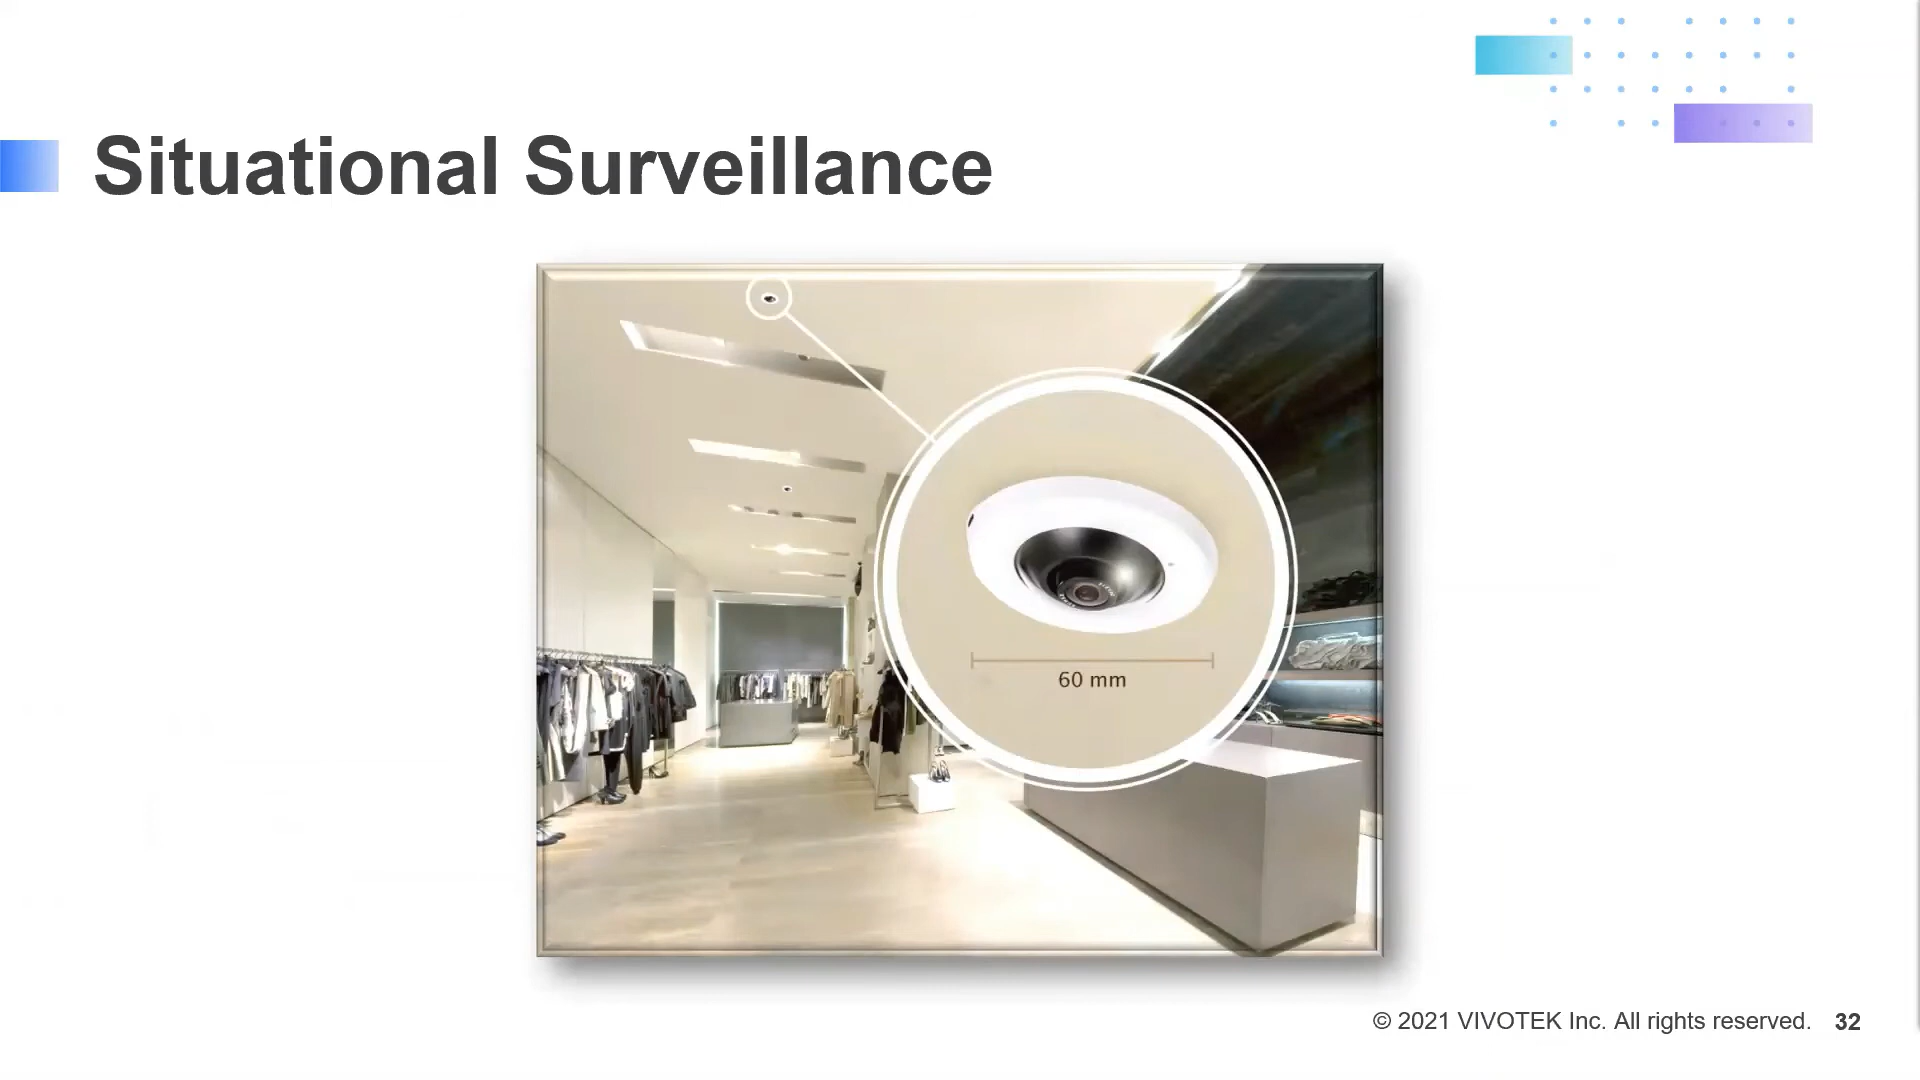 Situational Surveillance
60 mm
© 2021 VIVOTEK Inc. All rights reserved. 32